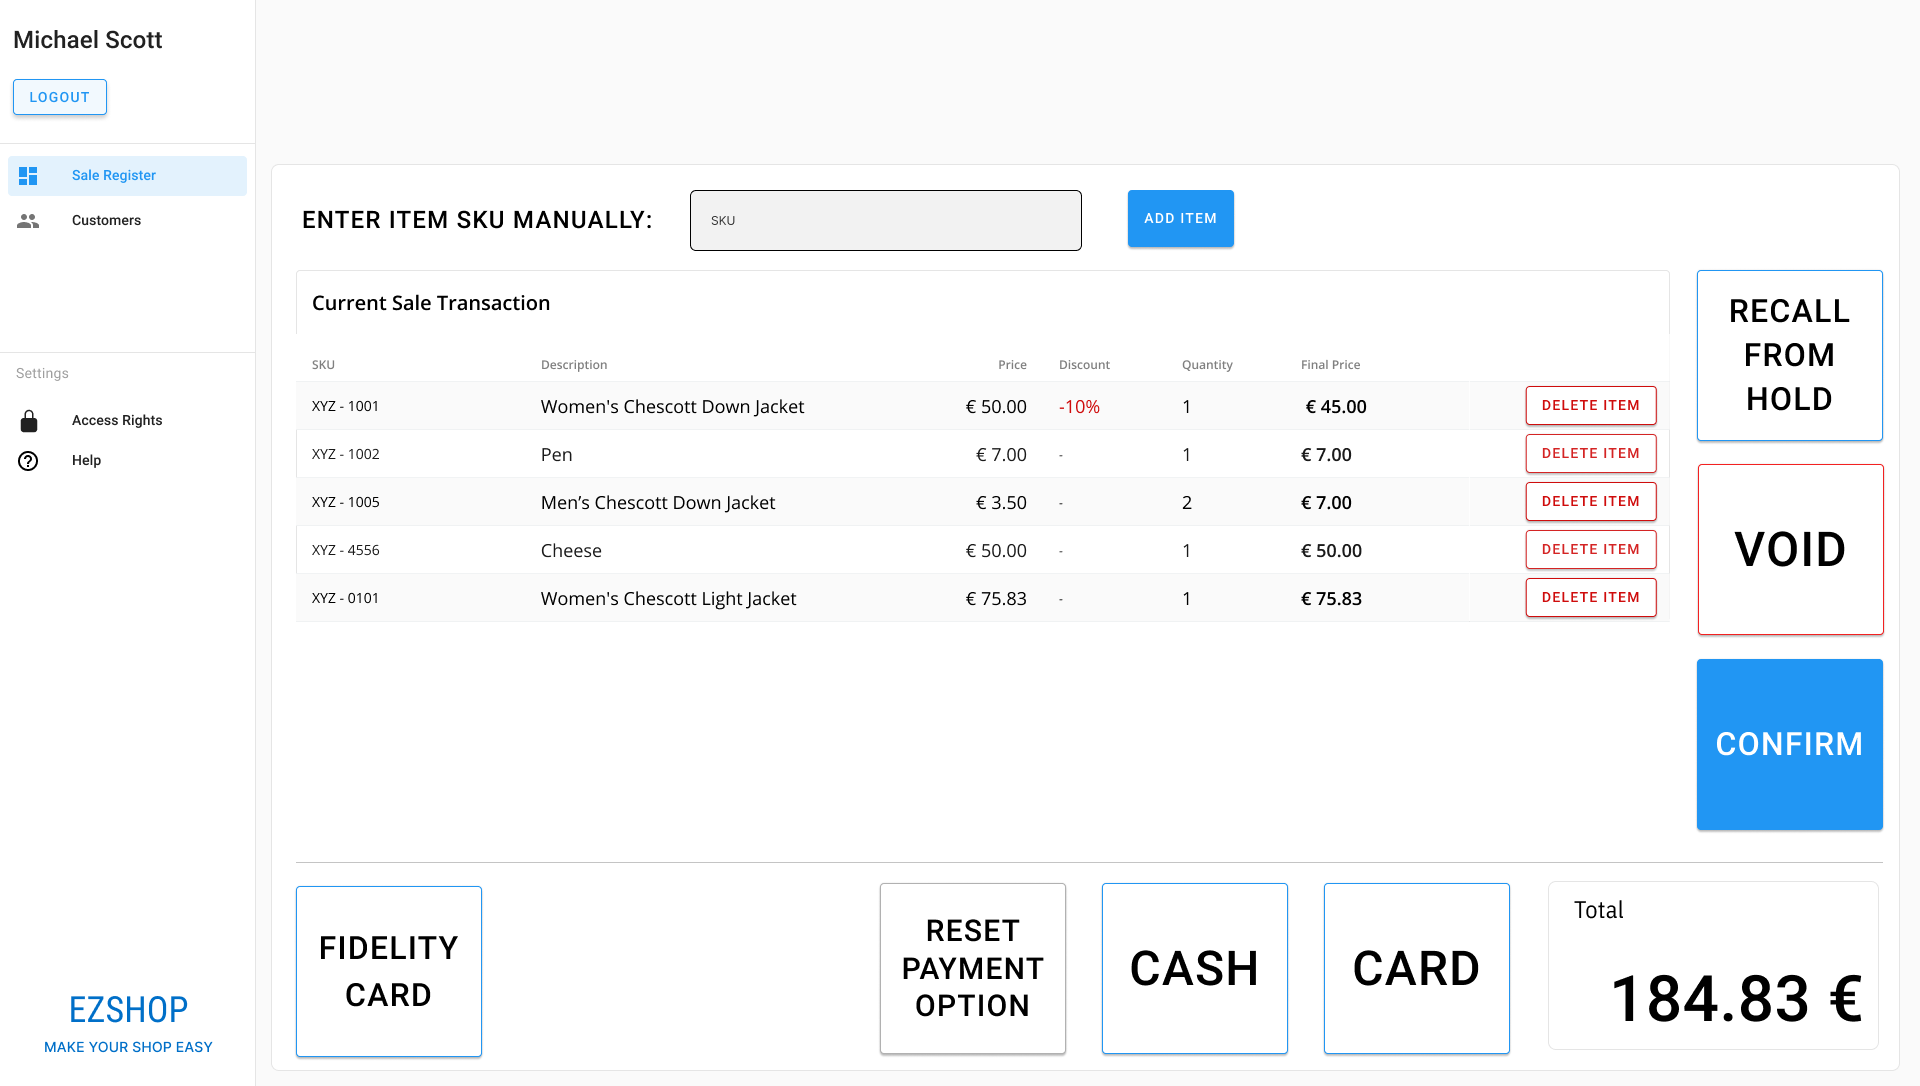 Michael Scott
LOGOUT
Sale Register
Customers
Settings
Access Rights
Help
EZSHOP
MAKE YOUR SHOP EASY
ENTER ITEM SKU MANUALLY:
SKU
ADD ITEM
Current Sale Transaction
SKU Description Price Discount Quantity Final Price
XYZ - 1001 Women's Chescott Down Jacket € 50.00 -10% 1 € 45.00 DELETE ITEM
XYZ - 1002 Pen € 7.00 - 1 € 7.00 DELETE ITEM
XYZ - 1005 Men’s Chescott Down Jacket € 3.50 - 2 € 7.00 DELETE ITEM
XYZ - 4556 Cheese € 50.00 - 1 € 50.00 DELETE ITEM
XYZ - 0101 Women's Chescott Light Jacket € 75.83 - 1 € 75.83 DELETE ITEM
RECALL
FROM
HOLD
VOID
CONFIRM
FIDELITY
CARD
RESET
PAYMENT
OPTION
CASH
CARD
Total
184.83 €